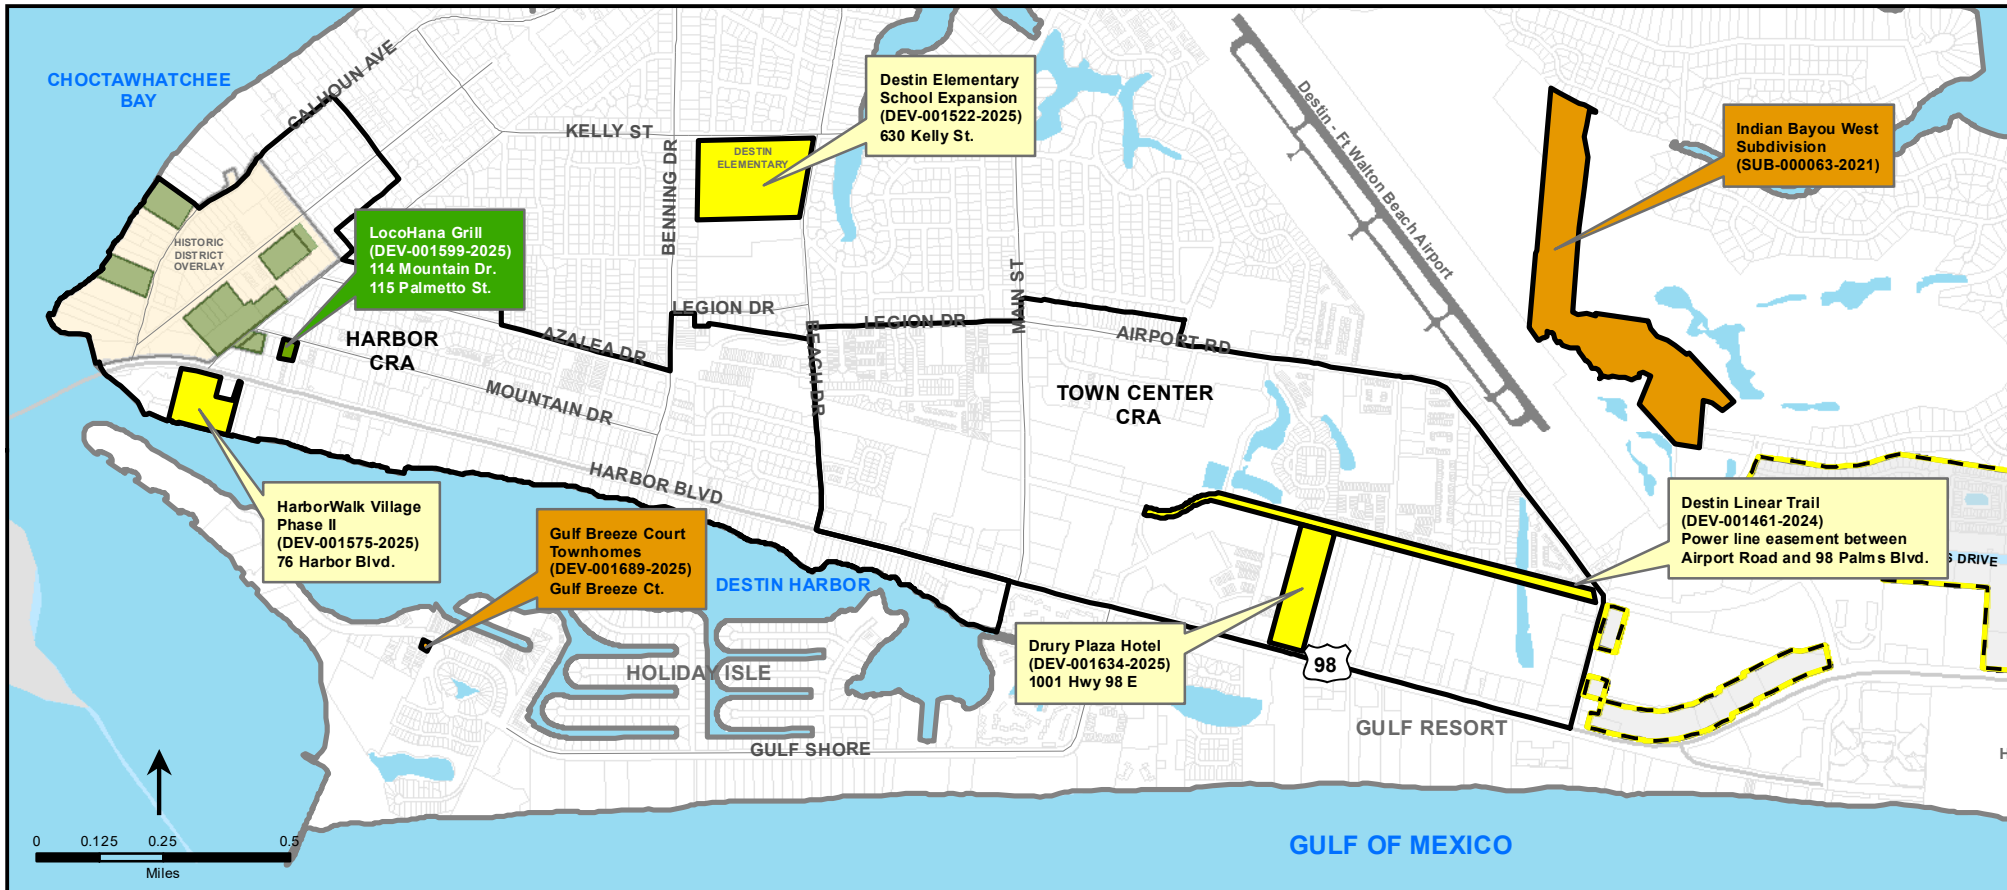 CHOCTAWHATCHEE
BAY
CALHOUN AVE
KELLY ST
BENNING DR
DESTIN
ELEMENTARY
Destin Elementary
School Expansion
(DEV-001522-2025)
630 Kelly St.
Destin - Ft Walton Beach Airport
Indian Bayou West
Subdivision
(SUB-000063-2021)
HISTORIC
DISTRICT
OVERLAY
LocoHana Grill
(DEV-001599-2025)
114 Mountain Dr.
115 Palmetto St.
HARBOR
CRA
AZALEA DR
LEGION DR
LEGION DR
BEACH DR
MAIN ST
AIRPORT RD
MOUNTAIN DR
TOWN CENTER
CRA
HARBOR BLVD
HarborWalk Village
Phase II
(DEV-001575-2025)
76 Harbor Blvd.
Gulf Breeze Court
Townhomes
(DEV-001689-2025)
Gulf Breeze Ct.
DESTIN HARBOR
Destin Linear Trail
(DEV-001461-2024)
Power line easement between
Airport Road and 98 Palms Blvd.
S DRIVE
Drury Plaza Hotel
(DEV-001634-2025)
1001 Hwy 98 E
98
HOLIDAY ISLE
GULF SHORE
GULF RESORT
H
GULF OF MEXICO
0 0.125 0.25 0.5
Miles